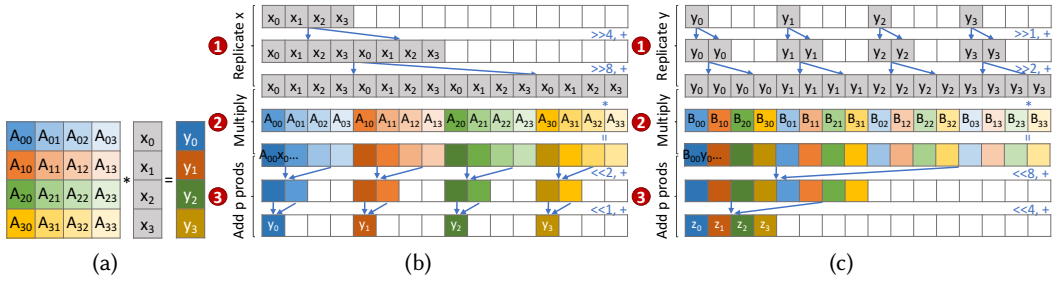 A₀₀ A₀₁ A₀₂ A₀₃
A₁₀ A₁₁ A₁₂ A₁₃
A₂₀ A₂₁ A₂₂ A₂₃
A₃₀ A₃₁ A₃₂ A₃₃
*
x₀
x₁
x₂
x₃
=
y₀
y₁
y₂
y₃
(a)
1
Replicate x
x₀ x₁ x₂ x₃
>>4, +
x₀ x₁ x₂ x₃ x₀ x₁ x₂ x₃
>>8, +
x₀ x₁ x₂ x₃ x₀ x₁ x₂ x₃ x₀ x₁ x₂ x₃ x₀ x₁ x₂ x₃
2
Multiply
*
A₀₀ A₀₁ A₀₂ A₀₃ A₁₀ A₁₁ A₁₂ A₁₃ A₂₀ A₂₁ A₂₂ A₂₃ A₃₀ A₃₁ A₃₂ A₃₃
=
3
Add p prods
A₀₀x₀...
<<2, +
<<1, +
y₀ y₁ y₂ y₃
(b)
1
Replicate y
y₀ y₁ y₂ y₃
>>1, +
y₀ y₀ y₁ y₁ y₂ y₂ y₃ y₃
>>2, +
y₀ y₀ y₀ y₀ y₁ y₁ y₁ y₁ y₂ y₂ y₂ y₂ y₃ y₃ y₃ y₃
2
Multiply
*
B₀₀ B₁₀ B₂₀ B₃₀ B₀₁ B₁₁ B₂₁ B₃₁ B₀₂ B₁₂ B₂₂ B₃₂ B₀₃ B₁₃ B₂₃ B₃₃
=
3
Add p prods
B₀₀y₀...
<<8, +
<<4, +
z₀ z₁ z₂ z₃
(c)